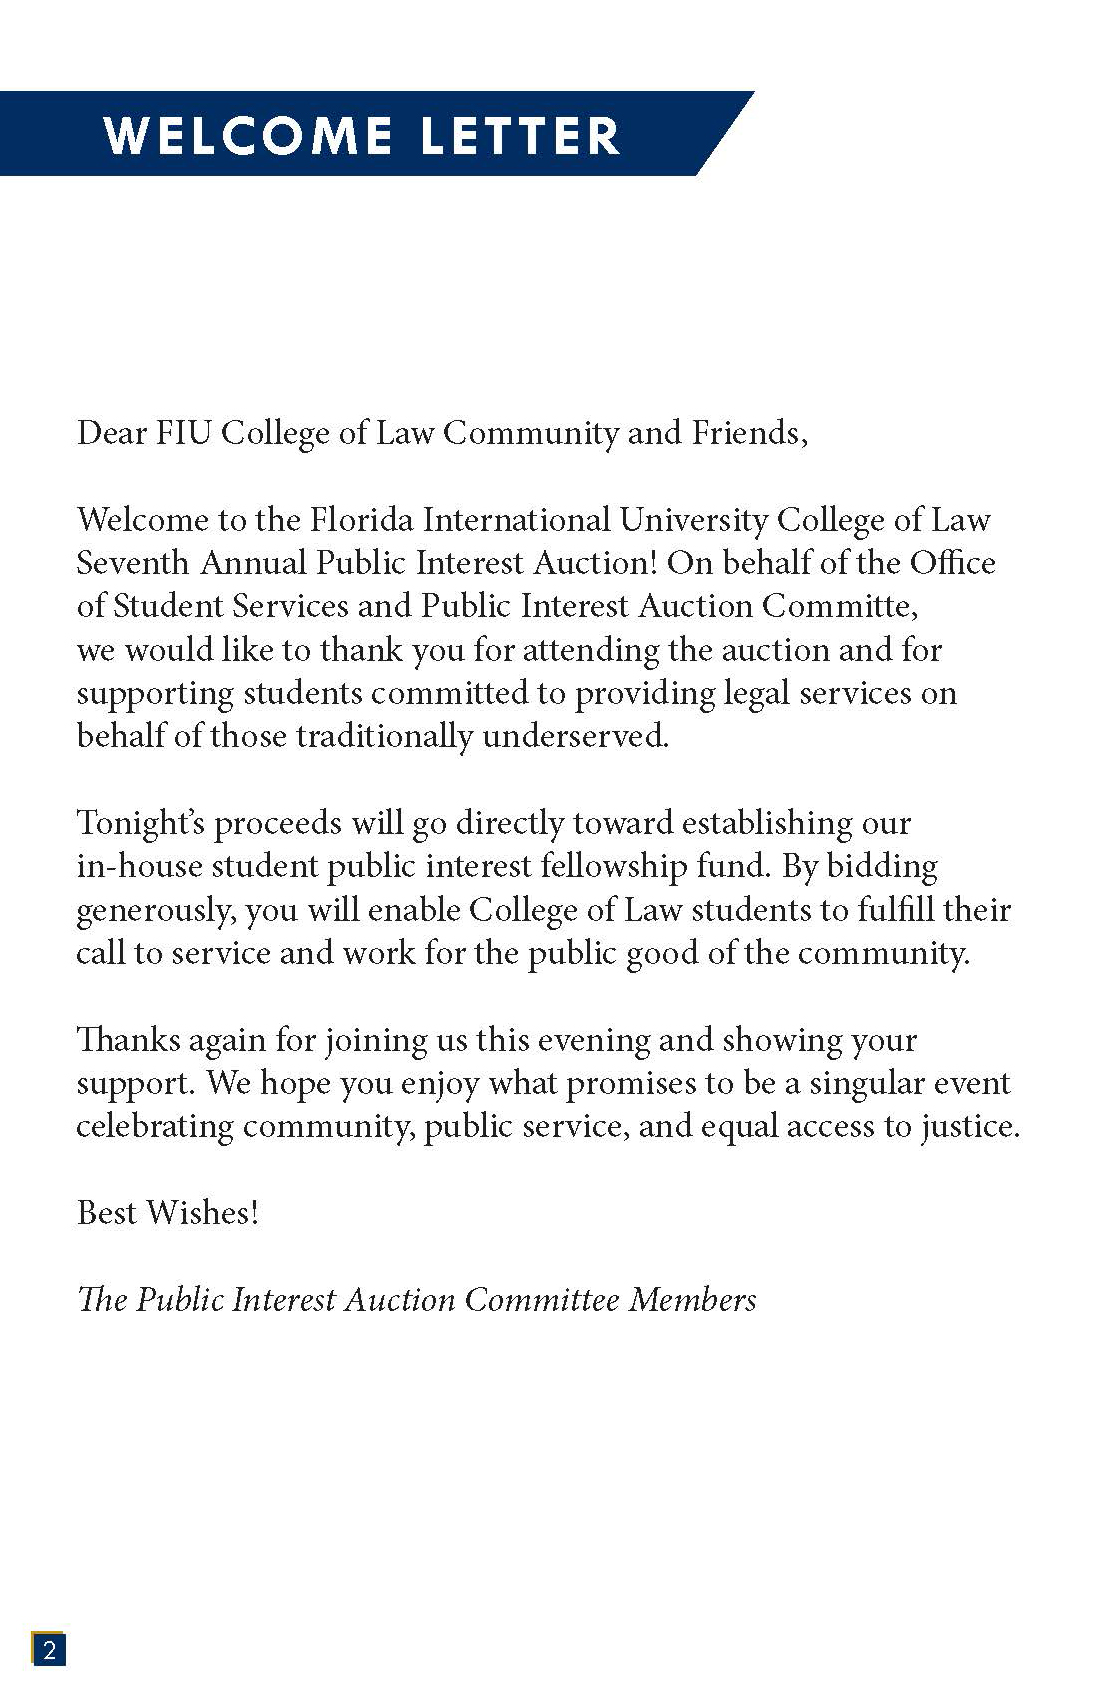 WELCOME LETTER
Dear FIU College of Law Community and Friends,
Welcome to the Florida International University College of Law
Seventh Annual Public Interest Auction! On behalf of the Office
of Student Services and Public Interest Auction Committe,
we would like to thank you for attending the auction and for
supporting students committed to providing legal services on
behalf of those traditionally underserved.
Tonight’s proceeds will go directly toward establishing our
in-house student public interest fellowship fund. By bidding
generously, you will enable College of Law students to fulfill their
call to service and work for the public good of the community.
Thanks again for joining us this evening and showing your
support. We hope you enjoy what promises to be a singular event
celebrating community, public service, and equal access to justice.
Best Wishes!
The Public Interest Auction Committee Members
2